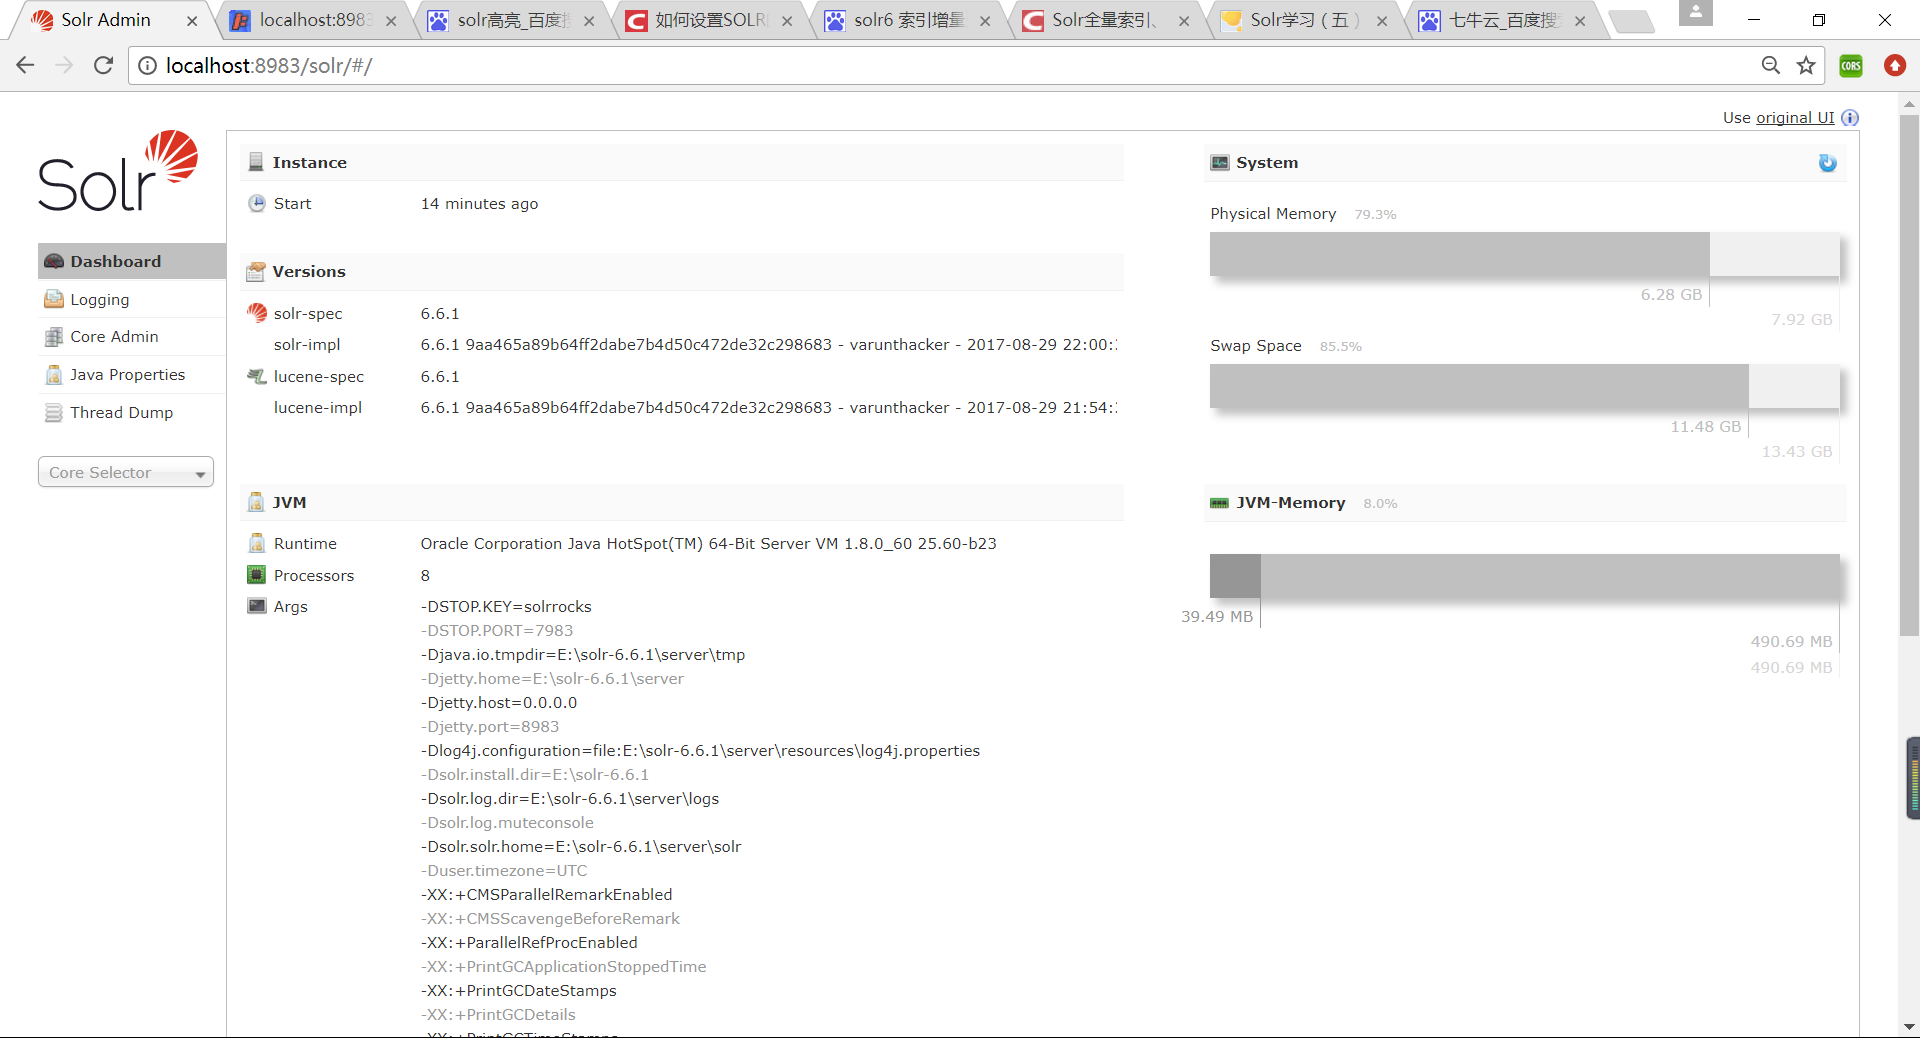 Solr Admin
localhost:898
solr高亮_百度
如何设置SOLR
solr6 索引增量
Solr全量索引、
Solr学习（五）
七牛云_百度搜
localhost:8983/solr/#/
CORS
Use original UI
Solr
Dashboard
Logging
Core Admin
Java Properties
Thread Dump
Core Selector
Instance
Start 14 minutes ago
Versions
solr-spec 6.6.1
solr-impl 6.6.1 9aa465a89b64ff2dabe7b4d50c472de32c298683 - varunthacker - 2017-08-29 22:00:
lucene-spec 6.6.1
lucene-impl 6.6.1 9aa465a89b64ff2dabe7b4d50c472de32c298683 - varunthacker - 2017-08-29 21:54:
JVM
Runtime Oracle Corporation Java HotSpot(TM) 64-Bit Server VM 1.8.0_60 25.60-b23
Processors 8
Args -DSTOP.KEY=solrrocks
-DSTOP.PORT=7983
-Djava.io.tmpdir=E:\solr-6.6.1\server\tmp
-Djetty.home=E:\solr-6.6.1\server
-Djetty.host=0.0.0.0
-Djetty.port=8983
-Dlog4j.configuration=file:E:\solr-6.6.1\server\resources\log4j.properties
-Dsolr.install.dir=E:\solr-6.6.1
-Dsolr.log.dir=E:\solr-6.6.1\server\logs
-Dsolr.log.muteconsole
-Dsolr.solr.home=E:\solr-6.6.1\server\solr
-Duser.timezone=UTC
-XX:+CMSParallelRemarkEnabled
-XX:+CMSScavengeBeforeRemark
-XX:+ParallelRefProcEnabled
-XX:+PrintGCApplicationStoppedTime
-XX:+PrintGCDateStamps
-XX:+PrintGCDetails
-XX:+PrintGCTimeStamps
System
Physical Memory 79.3%
6.28 GB
7.92 GB
Swap Space 85.5%
11.48 GB
13.43 GB
JVM-Memory 8.0%
39.49 MB
490.69 MB
490.69 MB